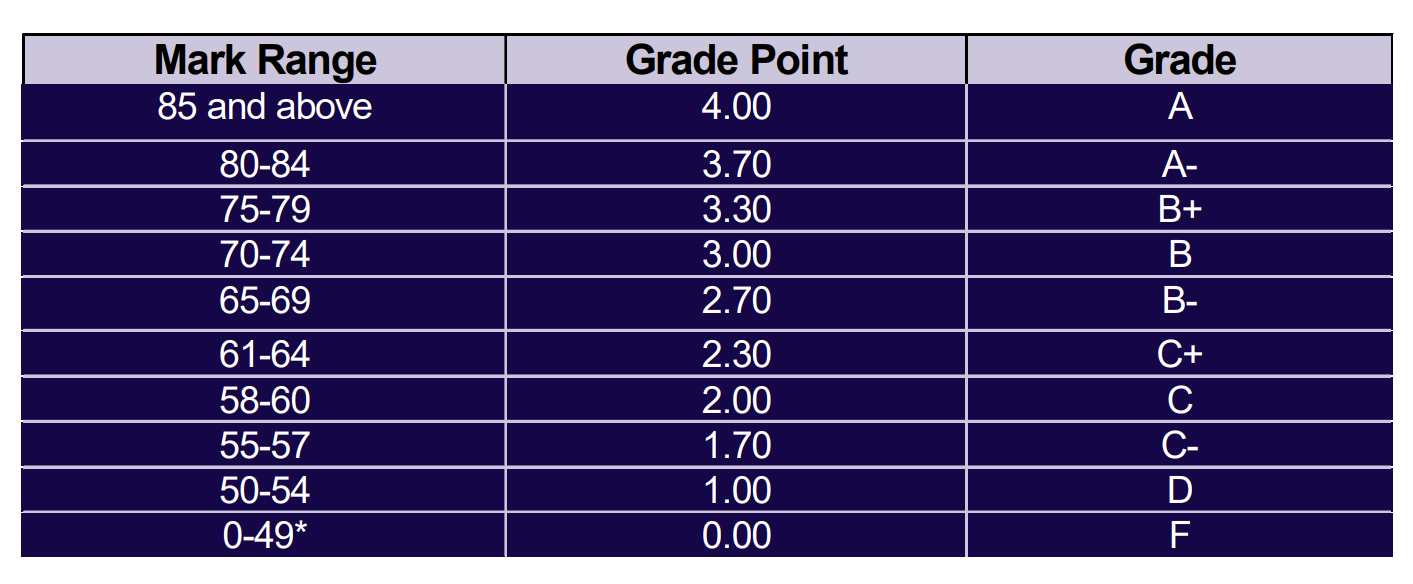 Mark Range Grade Point Grade
85 and above 4.00 A
80-84 3.70 A-
75-79 3.30 B+
70-74 3.00 B
65-69 2.70 B-
61-64 2.30 C+
58-60 2.00 C
55-57 1.70 C-
50-54 1.00 D
0-49* 0.00 F